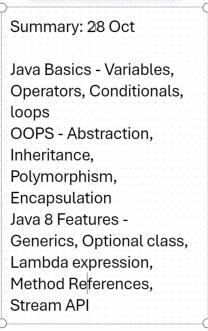 Summary: 28 Oct
Java Basics - Variables,
Operators, Conditionals,
loops
OOPS - Abstraction,
Inheritance,
Polymorphism,
Encapsulation
Java 8 Features -
Generics, Optional class,
Lambda expression,
Method References,
Stream API